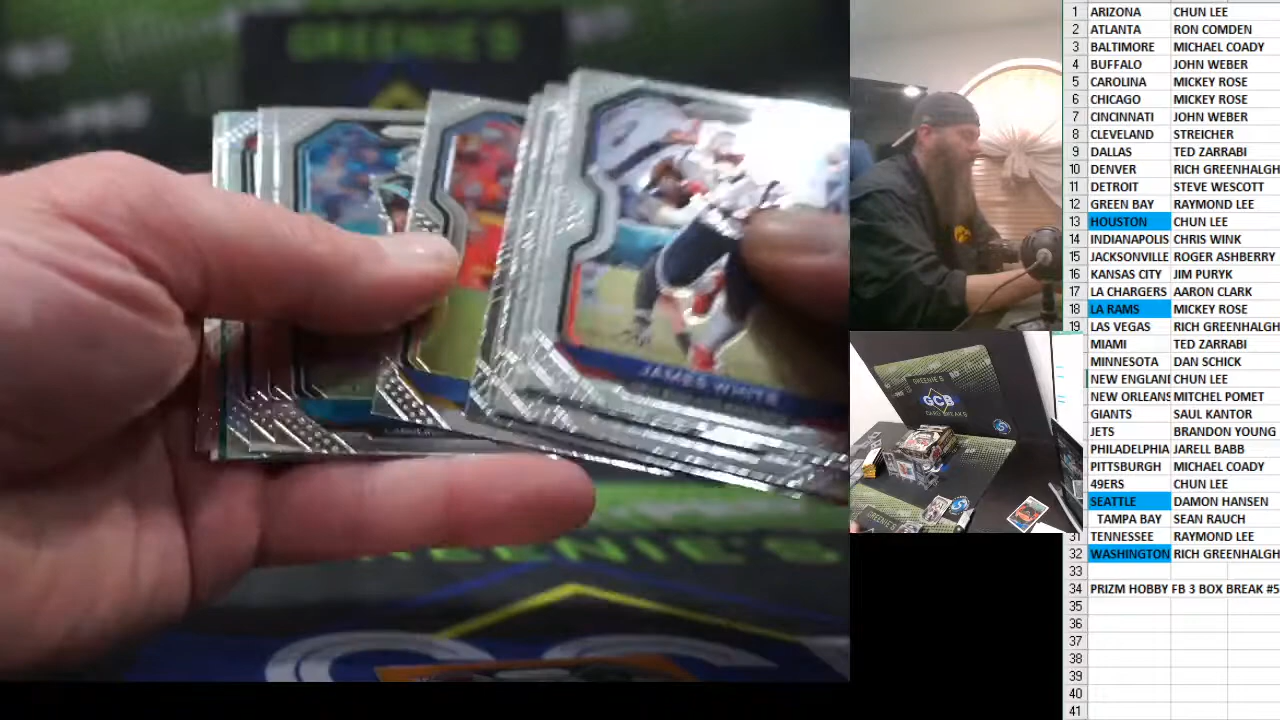 GREENIE'S
JAMES WHITE
GREENIE'S
GREENIE'S
GCB
CARD BREAKS
1 ARIZONA CHUN LEE
2 ATLANTA RON COMDEN
3 BALTIMORE MICHAEL COADY
4 BUFFALO JOHN WEBER
5 CAROLINA MICKEY ROSE
6 CHICAGO MICKEY ROSE
7 CINCINNATI JOHN WEBER
8 CLEVELAND STREICHER
9 DALLAS TED ZARRABI
10 DENVER RICH GREENHALGH
11 DETROIT STEVE WESCOTT
12 GREEN BAY RAYMOND LEE
13 HOUSTON CHUN LEE
14 INDIANAPOLIS CHRIS WINK
15 JACKSONVILLE ROGER ASHBERRY
16 KANSAS CITY JIM PURYK
17 LA CHARGERS AARON CLARK
18 LA RAMS MICKEY ROSE
19 LAS VEGAS RICH GREENHALGH
MIAMI TED ZARRABI
MINNESOTA DAN SCHICK
NEW ENGLAND CHUN LEE
NEW ORLEANS MITCHEL POMET
GIANTS SAUL KANTOR
JETS BRANDON YOUNG
PHILADELPHIA JARELL BABB
PITTSBURGH MICHAEL COADY
49ERS CHUN LEE
SEATTLE DAMON HANSEN
TAMPA BAY SEAN RAUCH
31 TENNESSEE RAYMOND LEE
32 WASHINGTON RICH GREENHALGH
33
34 PRIZM HOBBY FB 3 BOX BREAK #5
35
36
37
38
39
40
41